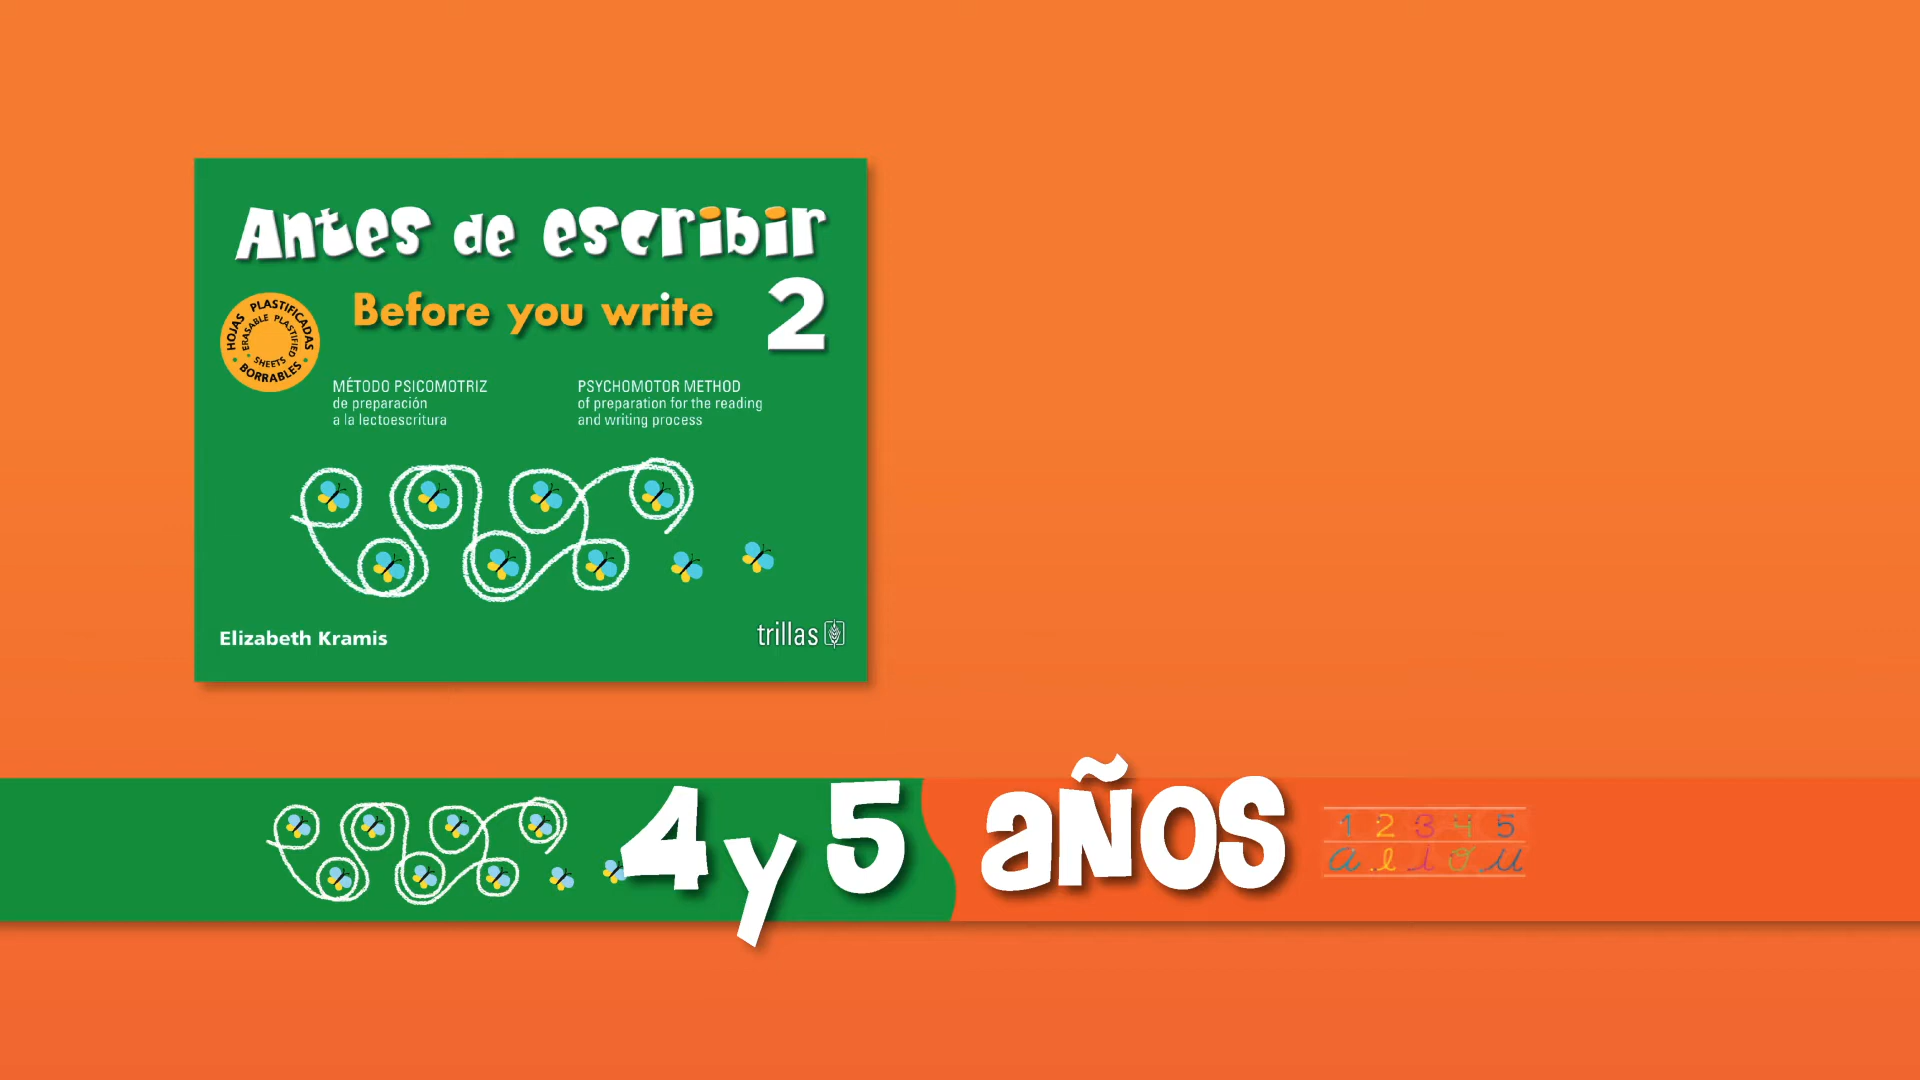 Antes de escribir
Before you write
2
HOJAS PLASTIFICADAS
BORRABLES
ERASABLE PLASTIFIED
SHEETS
MÉTODO PSICOMOTRIZ
de preparación
a la lectoescritura
PSYCHOMOTOR METHOD
of preparation for the reading
and writing process
Elizabeth Kramis
trillas
4 y 5 años
1 2 3 4 5
a e i o u